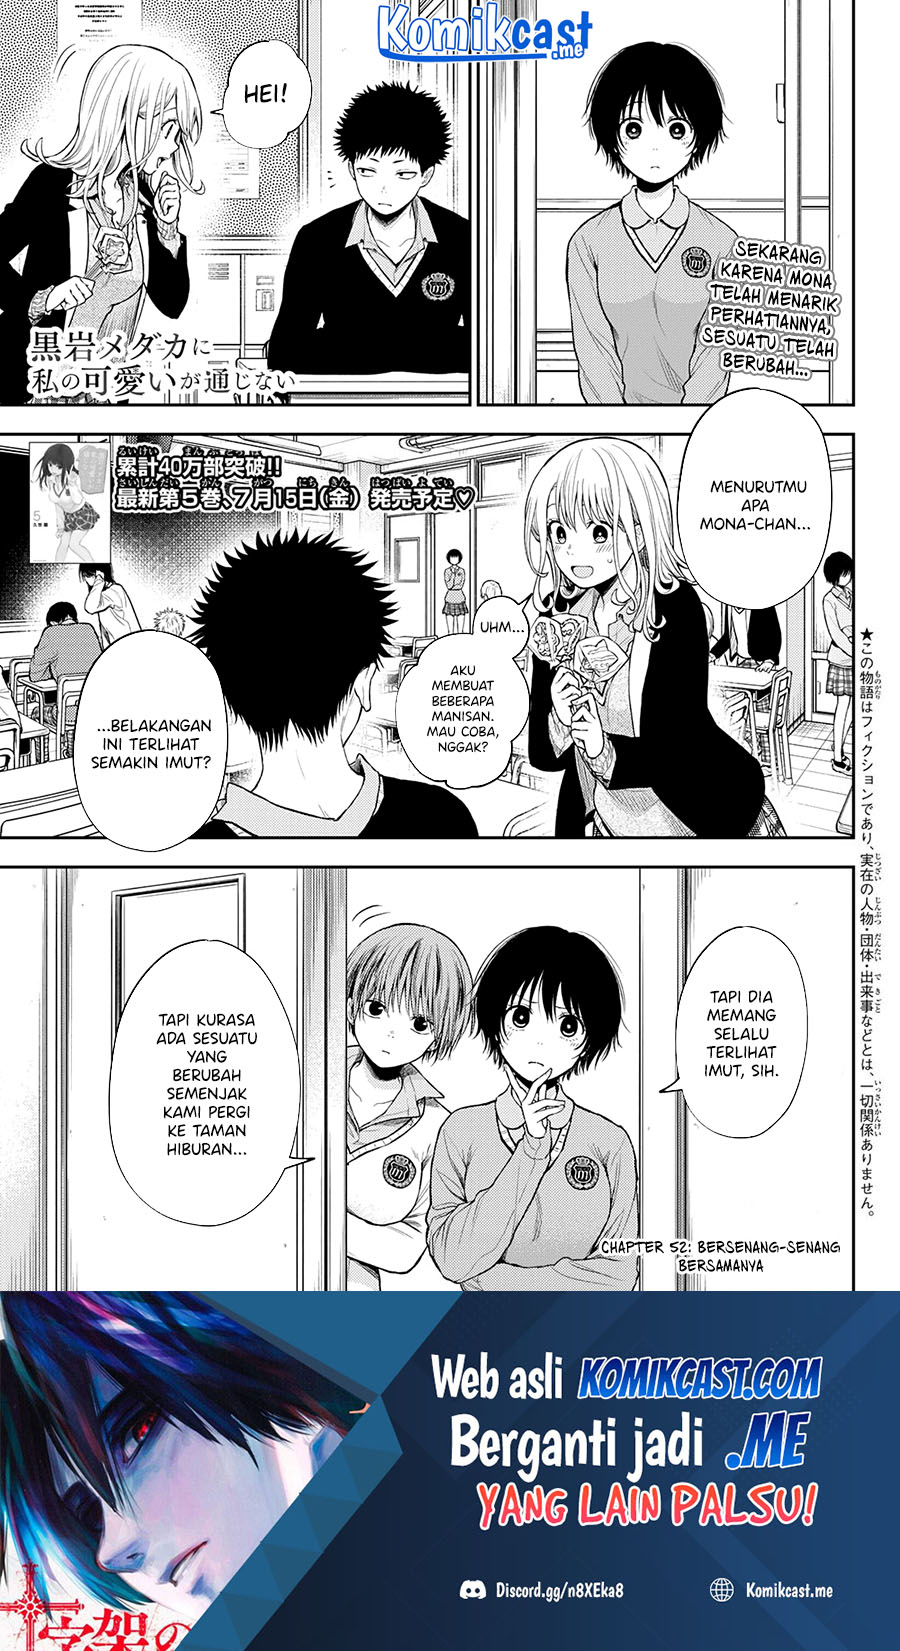 Komikcast
.me
HEI!
SEKARANG
KARENA MONA
TELAH MENARIK
PERHATIANNYA,
SESUATU TELAH
BERUBAH...
黒岩メダカに
私の可愛いが通じない
累計40万部突破!!
最新第5巻、7月15日(金)発売予定♡
MENURUTMU
APA
MONA-CHAN...
UHM...
AKU
MEMBUAT
BEBERAPA
MANISAN.
MAU COBA,
NGGAK?
...BELAKANGAN
INI TERLIHAT
SEMAKIN IMUT?
★この物語はフィクションであり、実在の人物・団体・出来事などとは、一切関係ありません。
TAPI DIA
MEMANG
SELALU
TERLIHAT
IMUT, SIH.
TAPI KURASA
ADA SESUATU
YANG
BERUBAH
SEMENJAK
KAMI PERGI
KE TAMAN
HIBURAN...
CHAPTER 52: BERSENANG-SENANG
BERSAMANYA
Web asli KOMIKCAST.COM
Berganti jadi .ME
YANG LAIN PALSU!
Discord.gg/n8XEka8
Komikcast.me